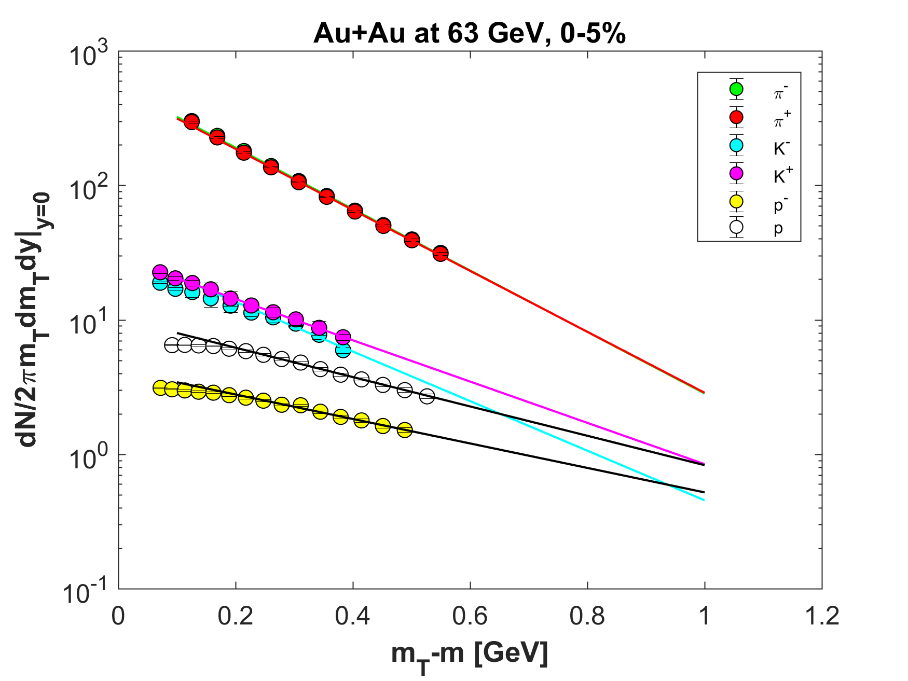 Au+Au at 63 GeV, 0-5%
10^3
10^2
10^1
10^0
10^-1
dN/2πm_Tdm_Tdy|_y=0
π^-
π^+
K^-
K^+
p^-
p
0 0.2 0.4 0.6 0.8 1 1.2
m_T-m [GeV]